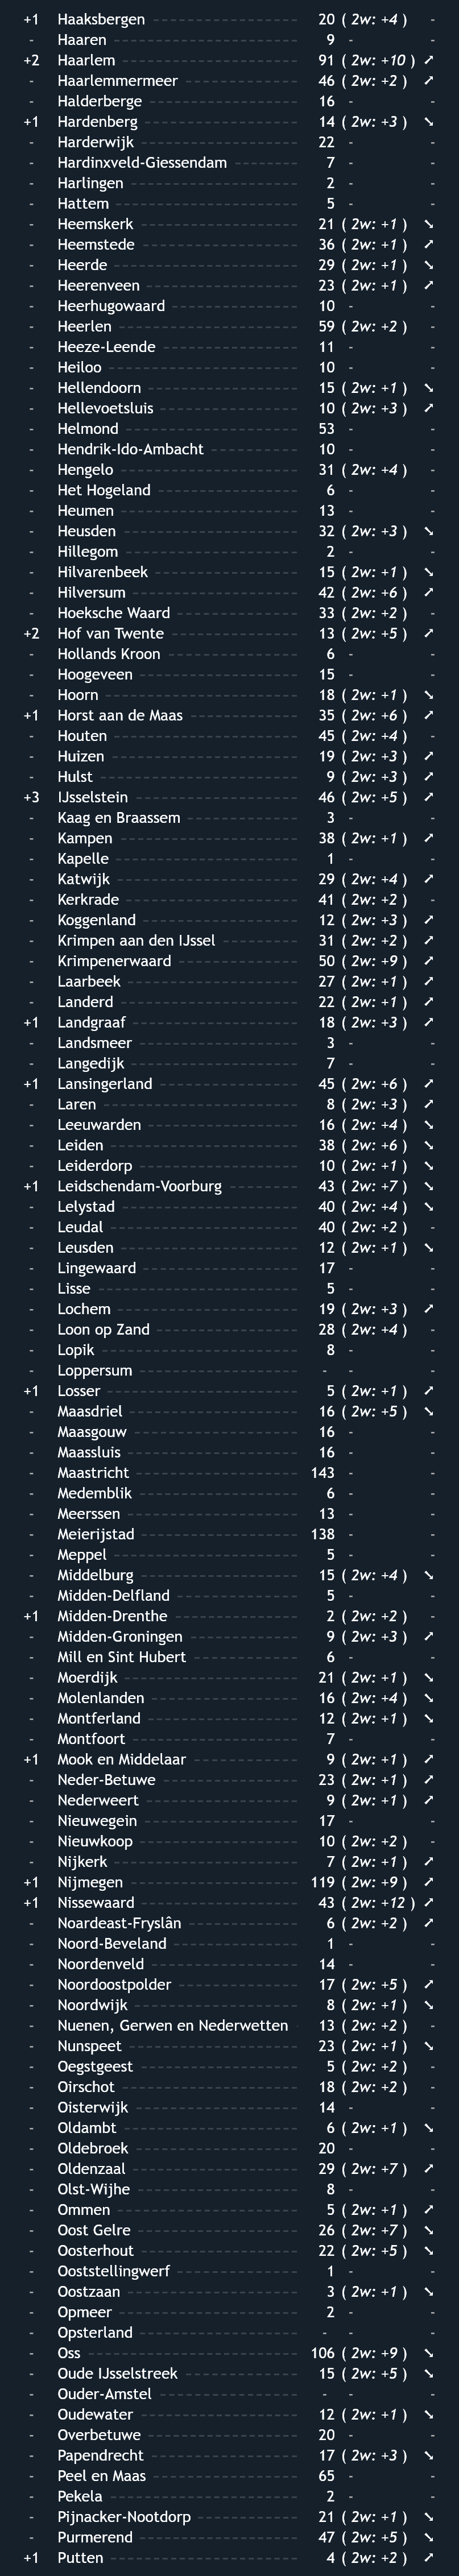 +1 Haaksbergen 20 ( 2w: +4 ) -
- Haaren 9 - -
+2 Haarlem 91 ( 2w: +10 ) ↗
- Haarlemmermeer 46 ( 2w: +2 ) ↗
- Halderberge 16 - -
+1 Hardenberg 14 ( 2w: +3 ) ↘
- Harderwijk 22 - -
- Hardinxveld-Giessendam 7 - -
- Harlingen 2 - -
- Hattem 5 - -
- Heemskerk 21 ( 2w: +1 ) ↘
- Heemstede 36 ( 2w: +1 ) ↗
- Heerde 29 ( 2w: +1 ) ↘
- Heerenveen 23 ( 2w: +1 ) ↗
- Heerhugowaard 10 - -
- Heerlen 59 ( 2w: +2 ) -
- Heeze-Leende 11 - -
- Heiloo 10 - -
- Hellendoorn 15 ( 2w: +1 ) ↘
- Hellevoetsluis 10 ( 2w: +3 ) ↗
- Helmond 53 - -
- Hendrik-Ido-Ambacht 10 - -
- Hengelo 31 ( 2w: +4 ) -
- Het Hogeland 6 - -
- Heumen 13 - -
- Heusden 32 ( 2w: +3 ) ↘
- Hillegom 2 - -
- Hilvarenbeek 15 ( 2w: +1 ) ↘
- Hilversum 42 ( 2w: +6 ) ↗
- Hoeksche Waard 33 ( 2w: +2 ) -
+2 Hof van Twente 13 ( 2w: +5 ) ↗
- Hollands Kroon 6 - -
- Hoogeveen 15 - -
- Hoorn 18 ( 2w: +1 ) ↘
+1 Horst aan de Maas 35 ( 2w: +6 ) ↗
- Houten 45 ( 2w: +4 ) -
- Huizen 19 ( 2w: +3 ) ↗
- Hulst 9 ( 2w: +3 ) ↗
+3 IJsselstein 46 ( 2w: +5 ) ↗
- Kaag en Braassem 3 - -
- Kampen 38 ( 2w: +1 ) ↗
- Kapelle 1 - -
- Katwijk 29 ( 2w: +4 ) ↗
- Kerkrade 41 ( 2w: +2 ) -
- Koggenland 12 ( 2w: +3 ) ↗
- Krimpen aan den IJssel 31 ( 2w: +2 ) ↗
- Krimpenerwaard 50 ( 2w: +9 ) ↗
- Laarbeek 27 ( 2w: +1 ) ↗
- Landerd 22 ( 2w: +1 ) ↗
+1 Landgraaf 18 ( 2w: +3 ) ↗
- Landsmeer 3 - -
- Langedijk 7 - -
+1 Lansingerland 45 ( 2w: +6 ) ↗
- Laren 8 ( 2w: +3 ) ↗
- Leeuwarden 16 ( 2w: +4 ) ↘
- Leiden 38 ( 2w: +6 ) ↘
- Leiderdorp 10 ( 2w: +1 ) ↘
+1 Leidschendam-Voorburg 43 ( 2w: +7 ) ↘
- Lelystad 40 ( 2w: +4 ) ↘
- Leudal 40 ( 2w: +2 ) -
- Leusden 12 ( 2w: +1 ) ↘
- Lingewaard 17 - -
- Lisse 5 - -
- Lochem 19 ( 2w: +3 ) ↗
- Loon op Zand 28 ( 2w: +4 ) -
- Lopik 8 - -
- Loppersum - - -
+1 Losser 5 ( 2w: +1 ) ↗
- Maasdriel 16 ( 2w: +5 ) ↘
- Maasgouw 16 - -
- Maassluis 16 - -
- Maastricht 143 - -
- Medemblik 6 - -
- Meerssen 13 - -
- Meierijstad 138 - -
- Meppel 5 - -
- Middelburg 15 ( 2w: +4 ) ↘
- Midden-Delfland 5 - -
+1 Midden-Drenthe 2 ( 2w: +2 ) -
- Midden-Groningen 9 ( 2w: +3 ) ↗
- Mill en Sint Hubert 6 - -
- Moerdijk 21 ( 2w: +1 ) ↘
- Molenlanden 16 ( 2w: +4 ) ↘
- Montferland 12 ( 2w: +1 ) ↘
- Montfoort 7 - -
+1 Mook en Middelaar 9 ( 2w: +1 ) ↗
- Neder-Betuwe 23 ( 2w: +1 ) ↗
- Nederweert 9 ( 2w: +1 ) ↗
- Nieuwegein 17 - -
- Nieuwkoop 10 ( 2w: +2 ) -
- Nijkerk 7 ( 2w: +1 ) ↗
+1 Nijmegen 119 ( 2w: +9 ) ↗
+1 Nissewaard 43 ( 2w: +12 ) ↗
- Noardeast-Fryslân 6 ( 2w: +2 ) ↗
- Noord-Beveland 1 - -
- Noordenveld 14 - -
- Noordoostpolder 17 ( 2w: +5 ) ↗
- Noordwijk 8 ( 2w: +1 ) ↘
- Nuenen, Gerwen en Nederwetten 13 ( 2w: +2 ) -
- Nunspeet 23 ( 2w: +1 ) ↘
- Oegstgeest 5 ( 2w: +2 ) -
- Oirschot 18 ( 2w: +2 ) -
- Oisterwijk 14 - -
- Oldambt 6 ( 2w: +1 ) ↘
- Oldebroek 20 - -
- Oldenzaal 29 ( 2w: +7 ) ↗
- Olst-Wijhe 8 - -
- Ommen 5 ( 2w: +1 ) ↗
- Oost Gelre 26 ( 2w: +7 ) ↘
- Oosterhout 22 ( 2w: +5 ) ↘
- Ooststellingwerf 1 - -
- Oostzaan 3 ( 2w: +1 ) ↘
- Opmeer 2 - -
- Opsterland - - -
- Oss 106 ( 2w: +9 ) ↘
- Oude IJsselstreek 15 ( 2w: +5 ) ↘
- Ouder-Amstel - - -
- Oudewater 12 ( 2w: +1 ) ↘
- Overbetuwe 20 - -
- Papendrecht 17 ( 2w: +3 ) ↘
- Peel en Maas 65 - -
- Pekela 2 - -
- Pijnacker-Nootdorp 21 ( 2w: +1 ) ↘
- Purmerend 47 ( 2w: +5 ) ↘
+1 Putten 4 ( 2w: +2 ) ↗